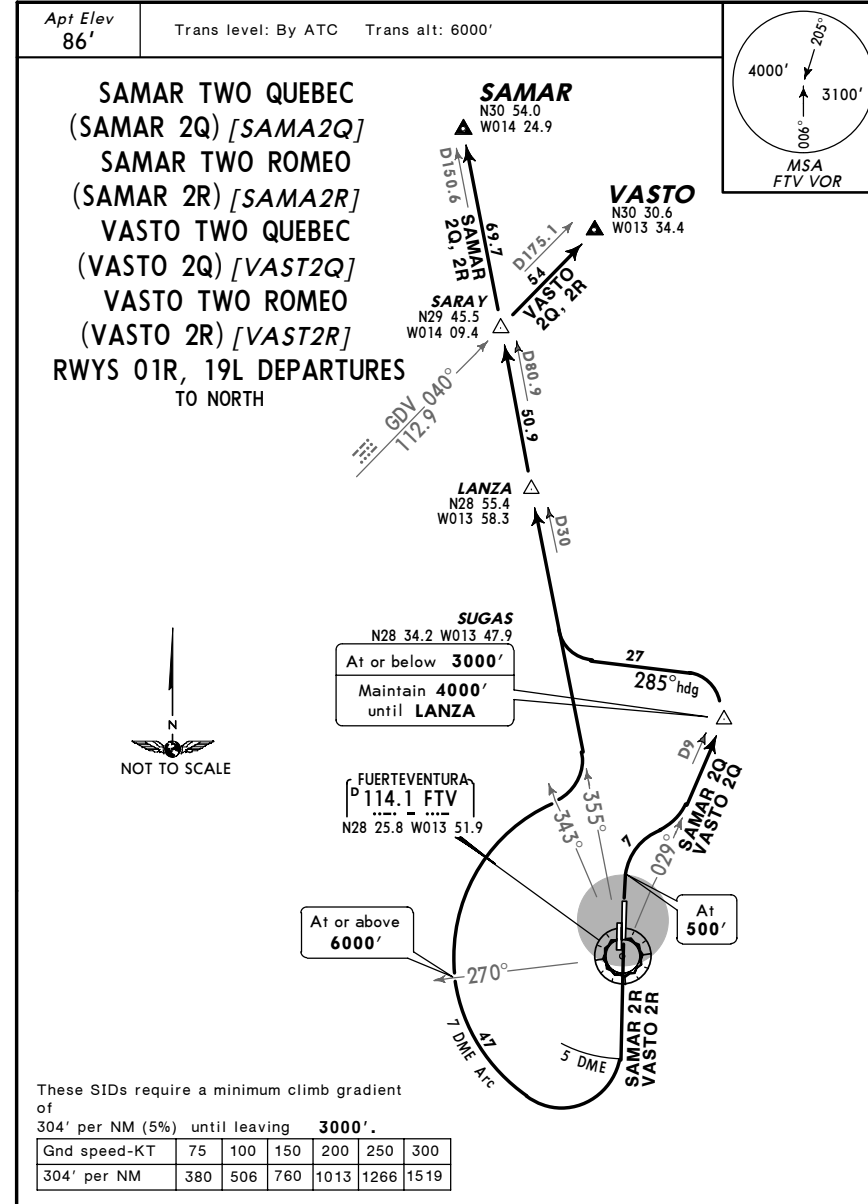 Apt Elev
86'
Trans level: By ATC Trans alt: 6000'
205°
4000'
3100'
006°
MSA
FTV VOR
SAMAR TWO QUEBEC
(SAMAR 2Q) [SAMA2Q]
SAMAR TWO ROMEO
(SAMAR 2R) [SAMA2R]
VASTO TWO QUEBEC
(VASTO 2Q) [VAST2Q]
VASTO TWO ROMEO
(VASTO 2R) [VAST2R]
RWYS 01R, 19L DEPARTURES
TO NORTH
SAMAR
N30 54.0
W014 24.9
D150.6
69.7
SAMAR
2Q, 2R
VASTO
N30 30.6
W013 34.4
D175.1
54
VASTO
2Q, 2R
SARAY
N29 45.5
W014 09.4
D80.9
50.9
GDV 040°
112.9
LANZA
N28 55.4
W013 58.3
D30
SUGAS
N28 34.2 W013 47.9
At or below 3000'
Maintain 4000'
until LANZA
27
285°hdg
D9
SAMAR 2Q
VASTO 2Q
N
NOT TO SCALE
FUERTEVENTURA
D 114.1 FTV
N28 25.8 W013 51.9
343°
355°
7
029°
At
500'
At or above
6000'
270°
47
7 DME Arc
5 DME
SAMAR 2R
VASTO 2R
These SIDs require a minimum climb gradient
of
304' per NM (5%) until leaving 3000'.
Gnd speed-KT 75 100 150 200 250 300
304' per NM 380 506 760 1013 1266 1519